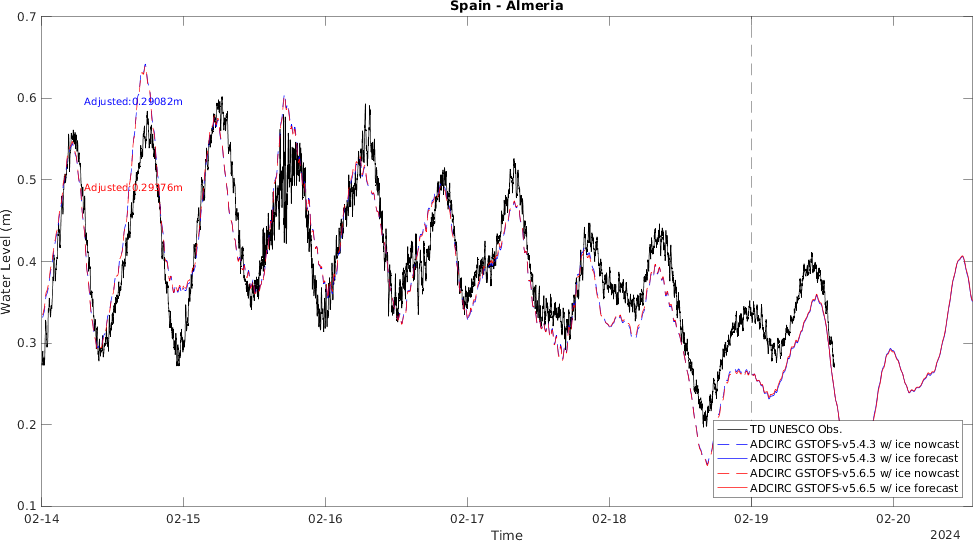 Spain - Almeria
0.7
0.6
0.5
0.4
0.3
0.2
0.1
Water Level (m)
Adjusted:0.29082m
Adjusted:0.29376m
TD UNESCO Obs.
ADCIRC GSTOFS-v5.4.3 w/ ice nowcast
ADCIRC GSTOFS-v5.4.3 w/ ice forecast
ADCIRC GSTOFS-v5.6.5 w/ ice nowcast
ADCIRC GSTOFS-v5.6.5 w/ ice forecast
02-14 02-15 02-16 02-17 02-18 02-19 02-20
Time
2024